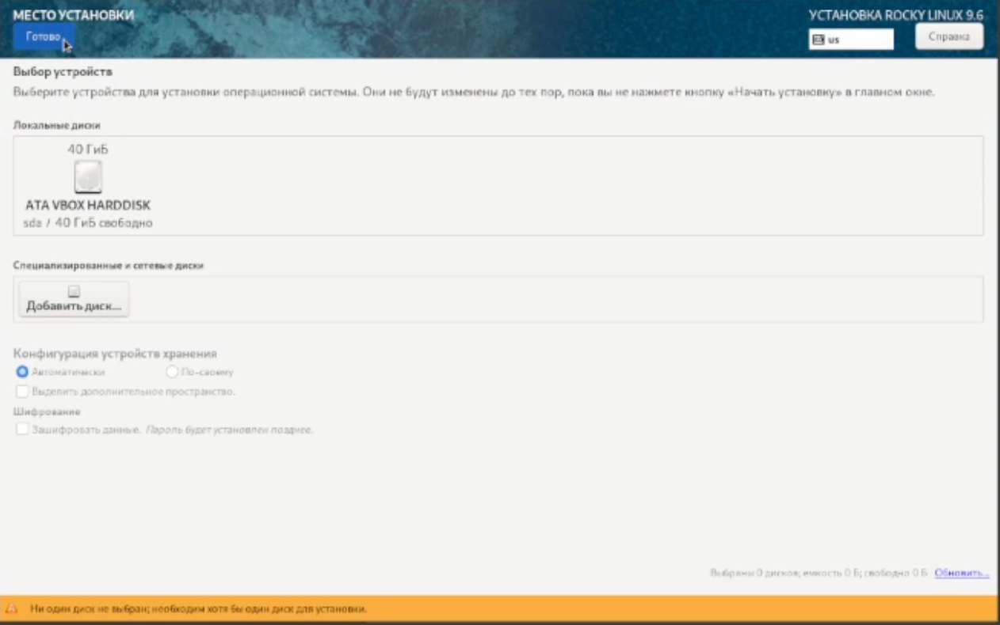 МЕСТО УСТАНОВКИ
УСТАНОВКА ROCKY LINUX 9.6
Готово
us
Справка
Выбор устройств
Выберите устройства для установки операционной системы. Они не будут изменены до тех пор, пока вы не нажмете кнопку «Начать установку» в главном окне.
Локальные диски
40 ГиБ
ATA VBOX HARDDISK
sda / 40 ГиБ свободно
Специализированные и сетевые диски
Добавить диск...
Конфигурация устройств хранения
Автоматически
По-своему
Выделить дополнительное пространство.
Шифрование
Зашифровать данные. Пароль будет установлен позднее.
Выбраны 0 дисков; емкость 0 Б; свободно 0 Б Обновить...
Ни один диск не выбран; необходим хотя бы один диск для установки.